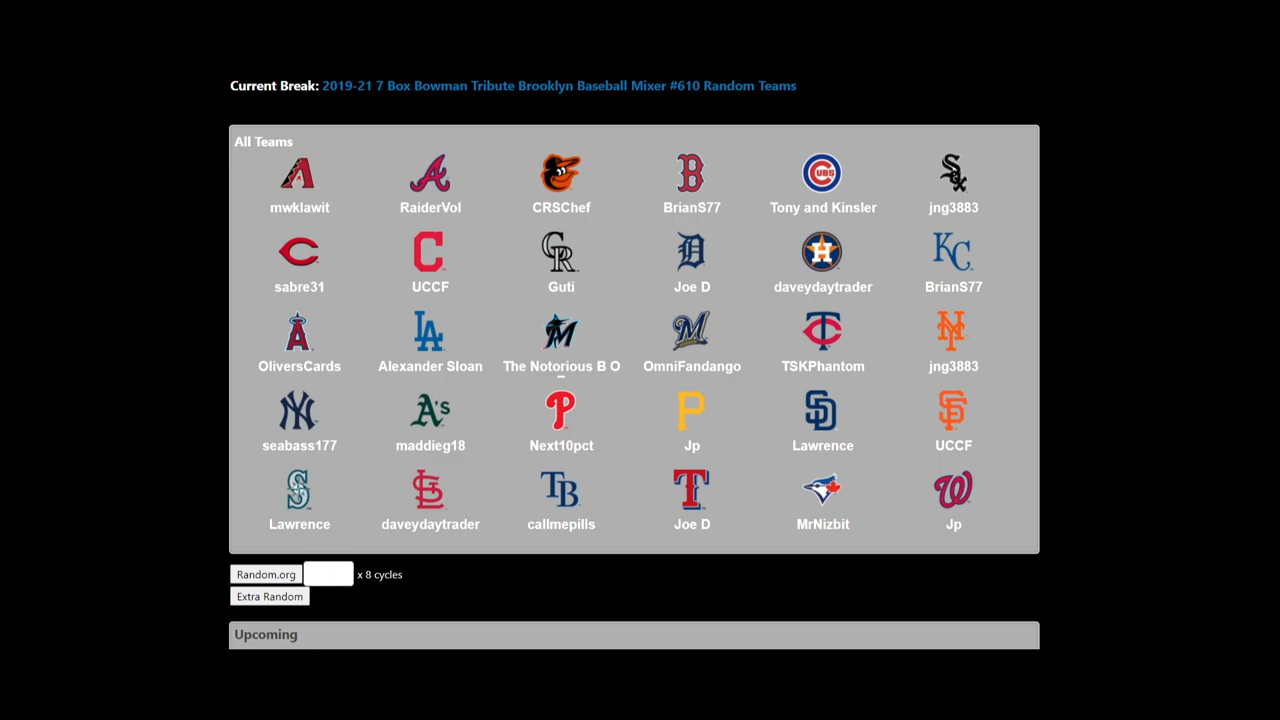 Current Break: 2019-21 7 Box Bowman Tribute Brooklyn Baseball Mixer #610 Random Teams
All Teams
mwklawit RaiderVol CRSChef BrianS77 Tony and Kinsler jng3883
sabre31 UCCF Guti Joe D daveydaytrader BrianS77
OliversCards Alexander Sloan The Notorious B O OmniFandango TSKPhantom jng3883
seabass177 maddieg18 Next10pct Jp Lawrence UCCF
Lawrence daveydaytrader callmepills Joe D MrNizbit Jp
Random.org x 8 cycles
Extra Random
Upcoming